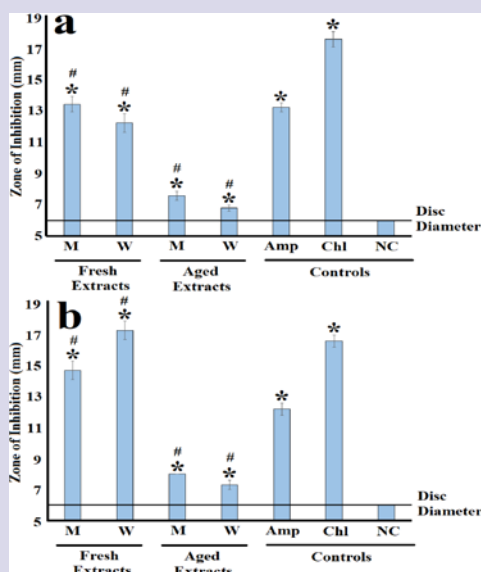 a
Zone of Inhibition (mm)
19
17
15
13
11
9
7
5
# * # * # * # * * *
Disc
Diameter
M W M W Amp Chl NC
Fresh
Extracts
Aged
Extracts
Controls
b
Zone of Inhibition (mm)
19
17
15
13
11
9
7
5
# * # * # * # * * *
Disc
Diameter
M W M W Amp Chl NC
Fresh
Extracts
Aged
Extracts
Controls